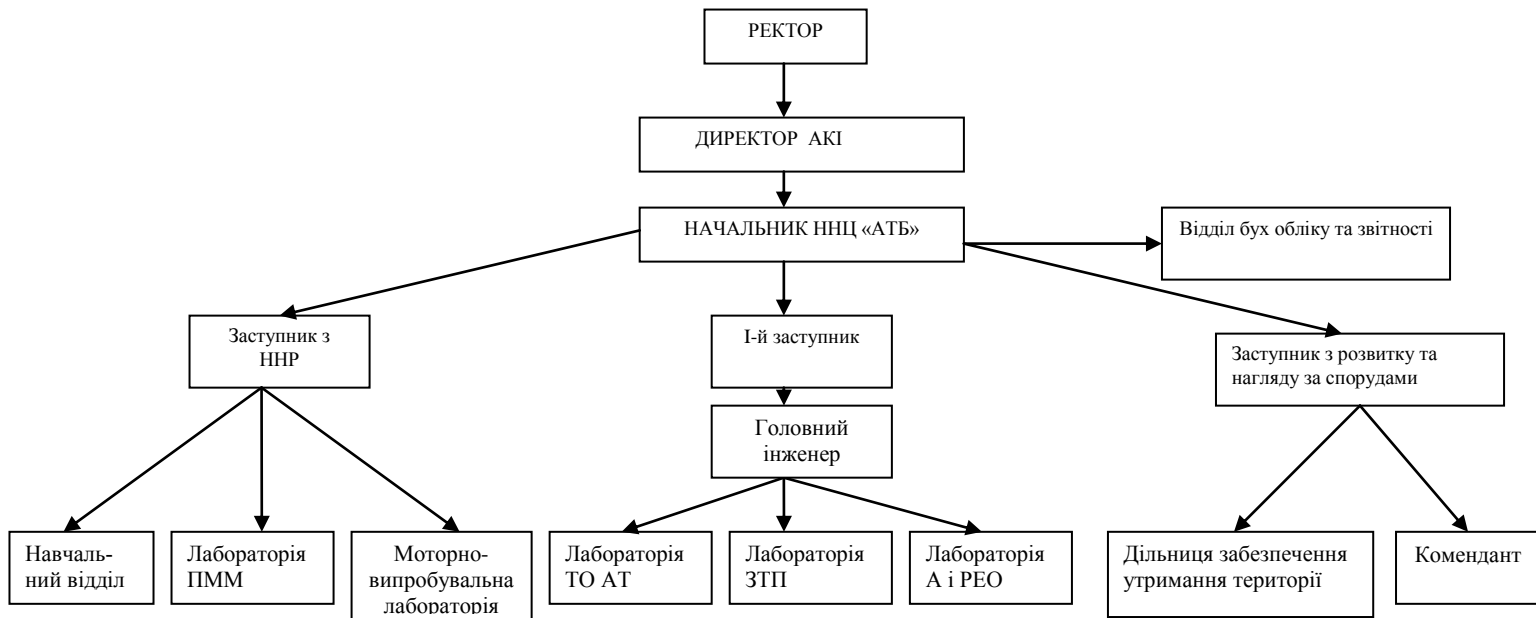 РЕКТОР
ДИРЕКТОР АКІ
НАЧАЛЬНИК ННЦ «АТБ»
Відділ бух обліку та звітності
Заступник з
ННР
І-й заступник
Заступник з розвитку та
нагляду за спорудами
Головний
інженер
Навчаль-
ний відділ
Лабораторія
ПММ
Моторно-
випробувальна
лабораторія
Лабораторія
ТО АТ
Лабораторія
ЗТП
Лабораторія
А і РЕО
Дільниця забезпечення
утримання території
Комендант